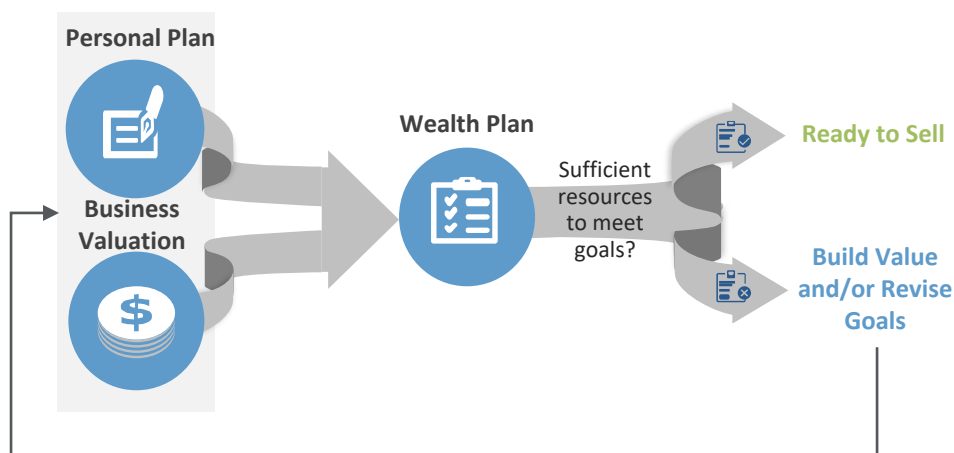 Personal Plan
Business
Valuation
$
Wealth Plan
Sufficient
resources
to meet
goals?
Ready to Sell
Build Value
and/or Revise
Goals